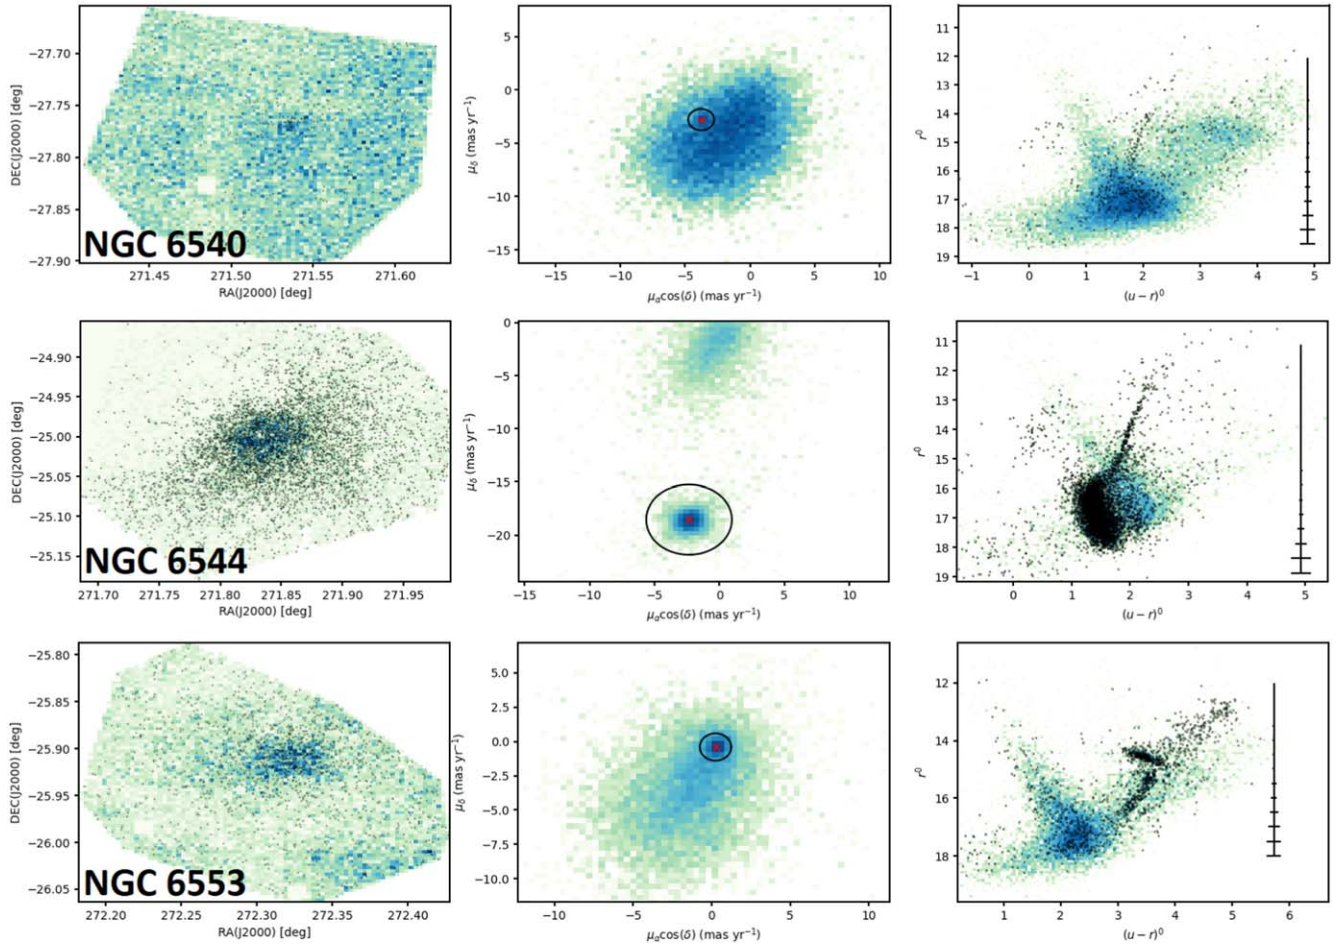 −27.70
−27.75
−27.80
−27.85
−27.90
DEC(J2000) [deg]
NGC 6540
271.45 271.50 271.55 271.60
RA(J2000) [deg]
5
0
−5
−10
−15
μδ (mas yr⁻¹)
−15 −10 −5 0 5 10
μαcos(δ) (mas yr⁻¹)
11
12
13
14
15
16
17
18
19
r⁰
−1 0 1 2 3 4 5
(u − r)⁰
−24.90
−24.95
−25.00
−25.05
−25.10
−25.15
DEC(J2000) [deg]
NGC 6544
271.70 271.75 271.80 271.85 271.90 271.95
RA(J2000) [deg]
0
−5
−10
−15
−20
μδ (mas yr⁻¹)
−15 −10 −5 0 5 10
μαcos(δ) (mas yr⁻¹)
11
12
13
14
15
16
17
18
19
r⁰
0 1 2 3 4 5
(u − r)⁰
−25.80
−25.85
−25.90
−25.95
−26.00
−26.05
DEC(J2000) [deg]
NGC 6553
272.20 272.25 272.30 272.35 272.40
RA(J2000) [deg]
5.0
2.5
0.0
−2.5
−5.0
−7.5
−10.0
μδ (mas yr⁻¹)
−10 −5 0 5 10
μαcos(δ) (mas yr⁻¹)
12
14
16
18
r⁰
1 2 3 4 5 6
(u − r)⁰